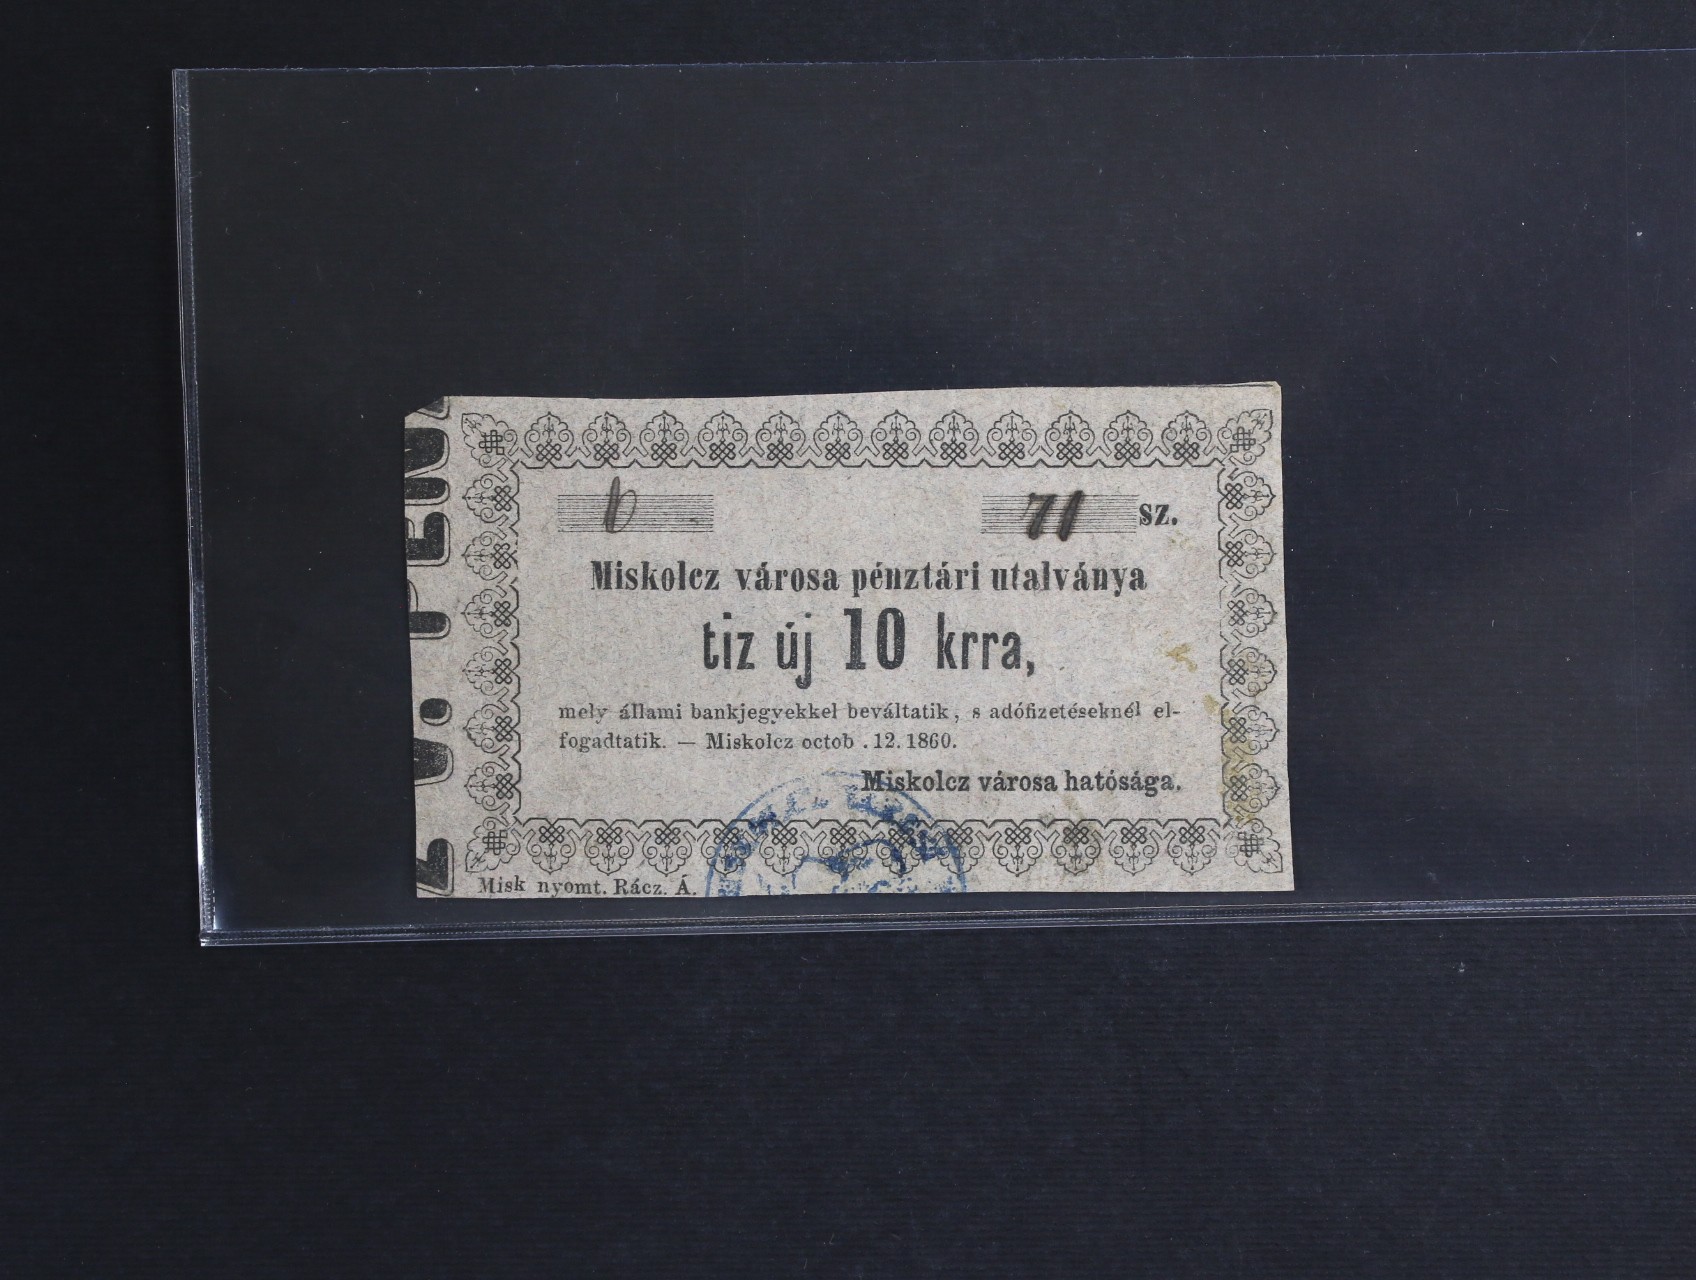 b 71 sz.
Miskolcz városa pénztári utalványa
tiz új 10 krra,
mely állami bankjegyekkel beváltatik, s adófizetéseknél el-
fogadtatik. — Miskolcz octob . 12. 1860.
Miskolcz városa hatósága.
Misk nyomt. Rácz. Á.